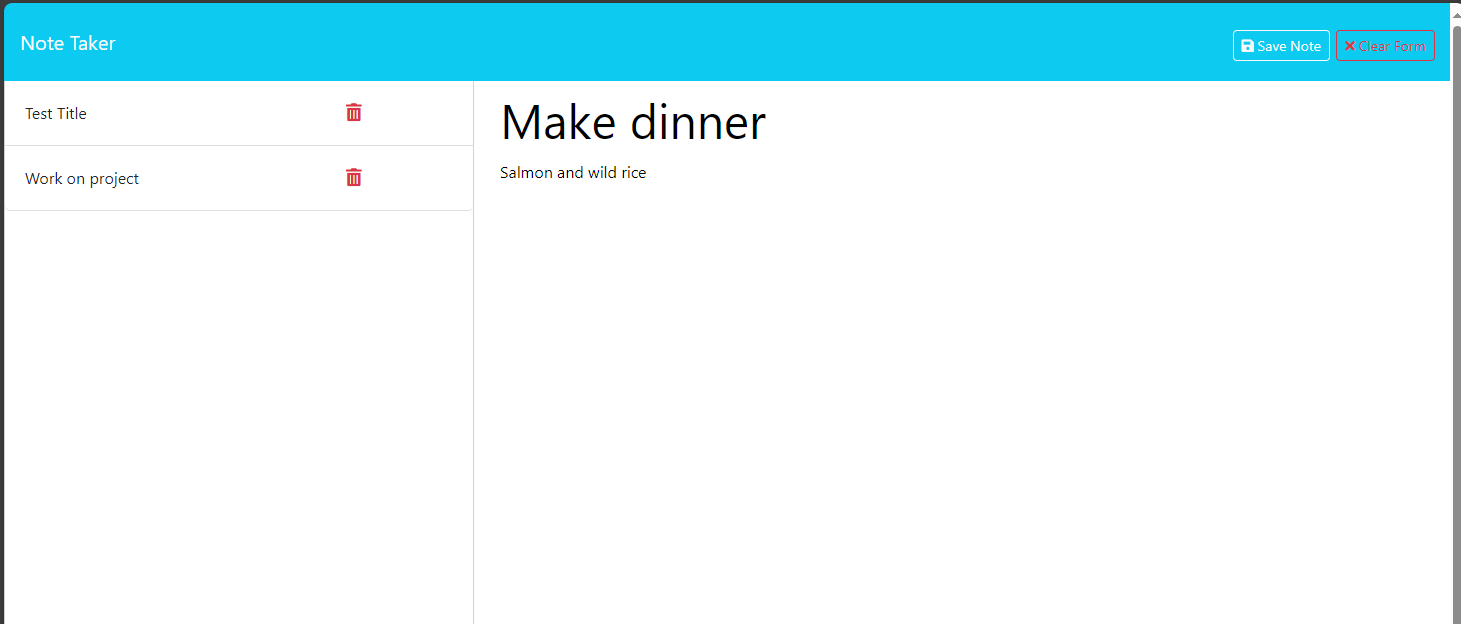 Note Taker
Save Note
Clear Form
Test Title
Work on project
Make dinner
Salmon and wild rice